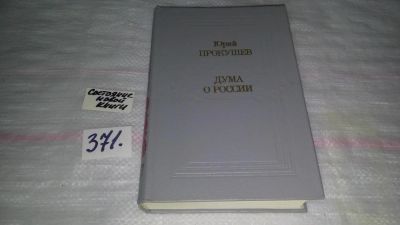 Юрий
ПРОКУШЕВ
ДУМА
О РОССИИ
Состояние
новой
книги
371.